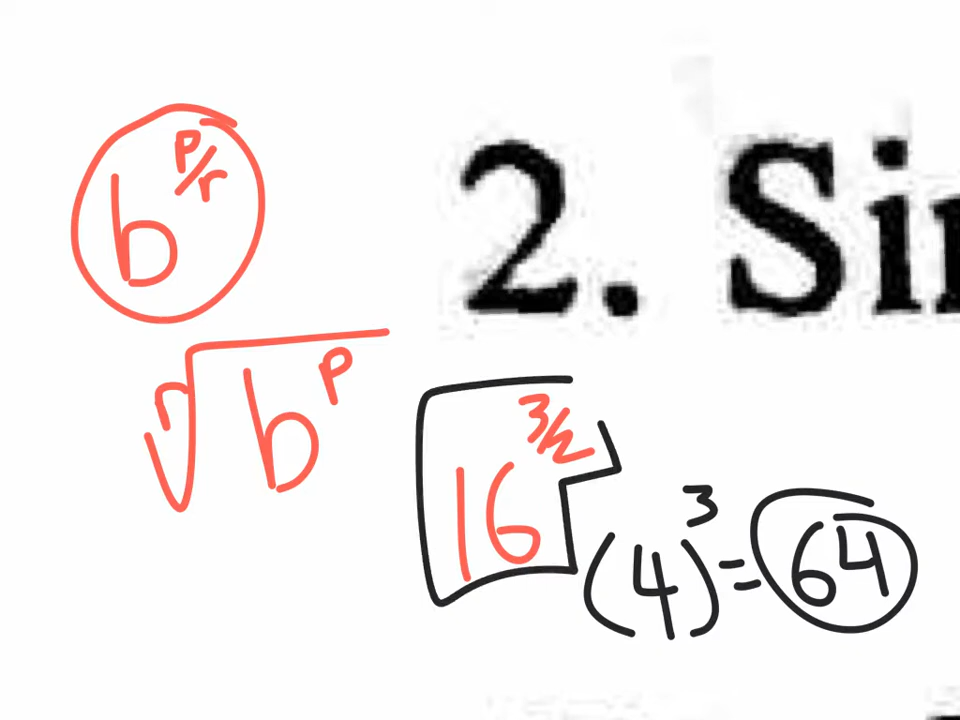 b^p/r
2. Si
ʳ√b^p
16^3/2
(4)^3 = 64